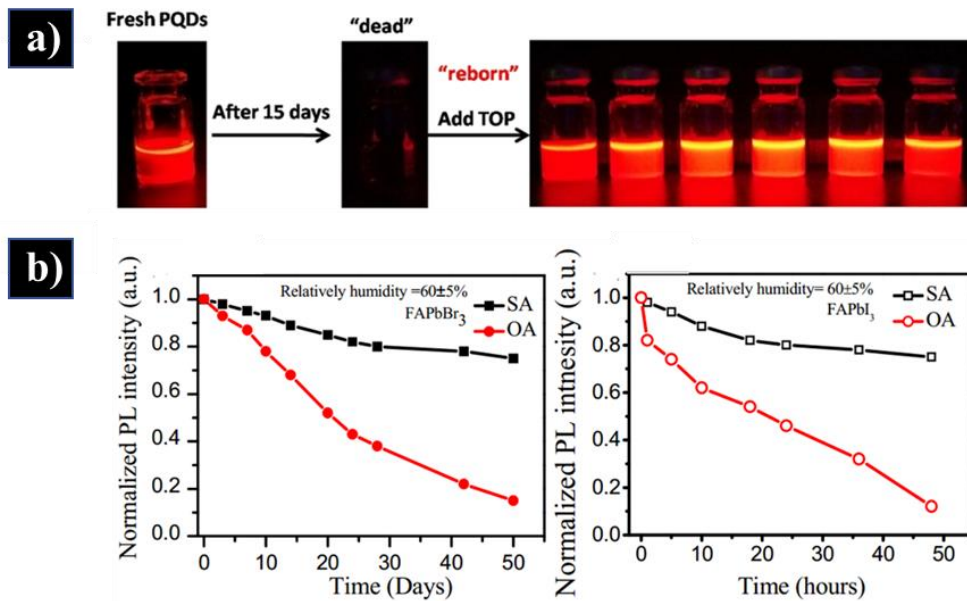 a)
Fresh PQDs
After 15 days
“dead”
“reborn”
Add TOP
b)
Normalized PL intensity (a.u.)
1.0
0.8
0.6
0.4
0.2
0.0
Relatively humidity =60±5%
FAPbBr3
SA
OA
0 10 20 30 40 50
Time (Days)
Normalized PL intnesity (a.u.)
1.0
0.8
0.6
0.4
0.2
0.0
Relatively humidity= 60±5%
FAPbI3
SA
OA
0 10 20 30 40 50
Time (hours)